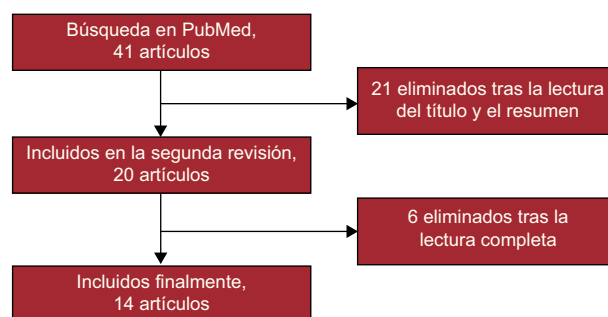 Búsqueda en PubMed,
41 artículos
21 eliminados tras la lectura
del título y el resumen
Incluidos en la segunda revisión,
20 artículos
6 eliminados tras la
lectura completa
Incluidos finalmente,
14 artículos